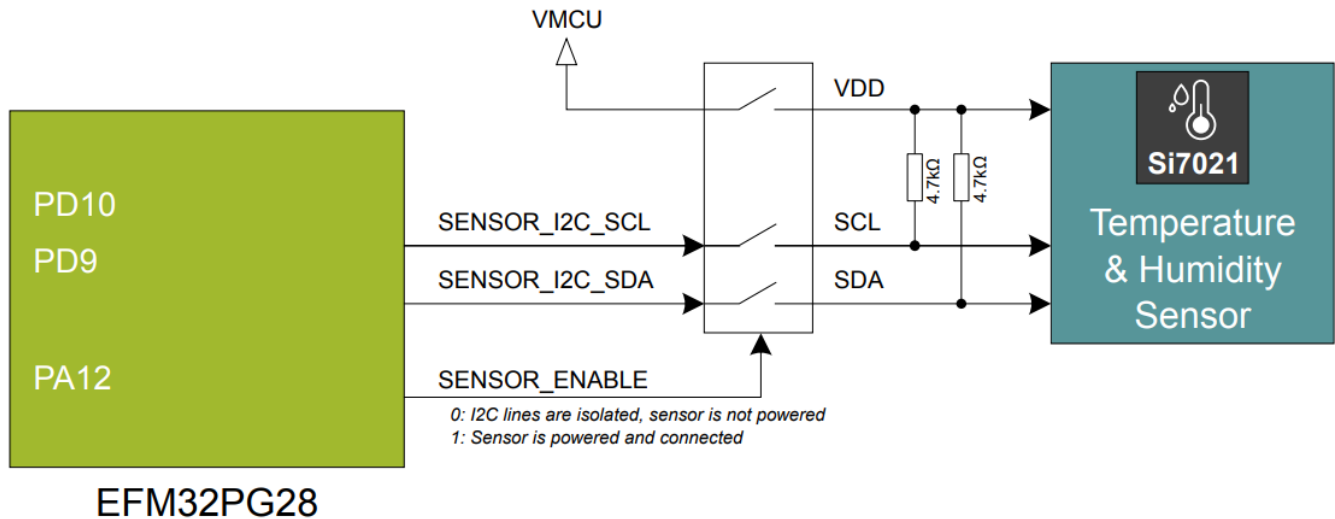 VMCU
VDD
4.7kΩ
4.7kΩ
Si7021
Temperature
& Humidity
Sensor
PD10
PD9
PA12
SENSOR_I2C_SCL
SCL
SENSOR_I2C_SDA
SDA
SENSOR_ENABLE
0: I2C lines are isolated, sensor is not powered
1: Sensor is powered and connected
EFM32PG28